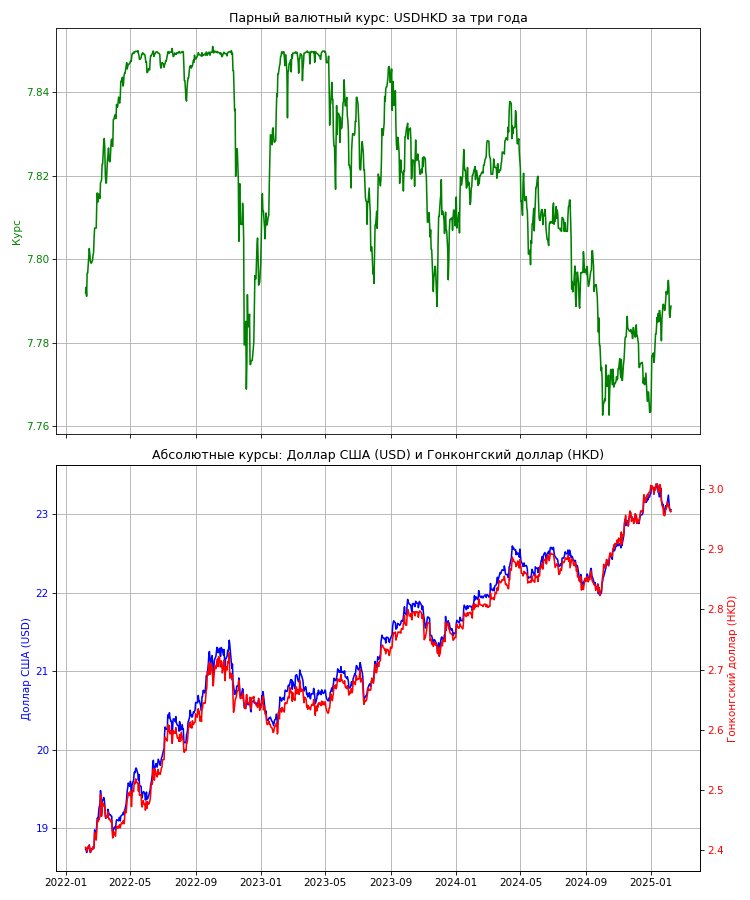 Парный валютный курс: USDHKD за три года
7.84
7.82
7.80
7.78
7.76
Курс
Абсолютные курсы: Доллар США (USD) и Гонконгский доллар (HKD)
23
22
21
20
19
Доллар США (USD)
3.0
2.9
2.8
2.7
2.6
2.5
2.4
Гонконгский доллар (HKD)
2022-01 2022-05 2022-09 2023-01 2023-05 2023-09 2024-01 2024-05 2024-09 2025-01